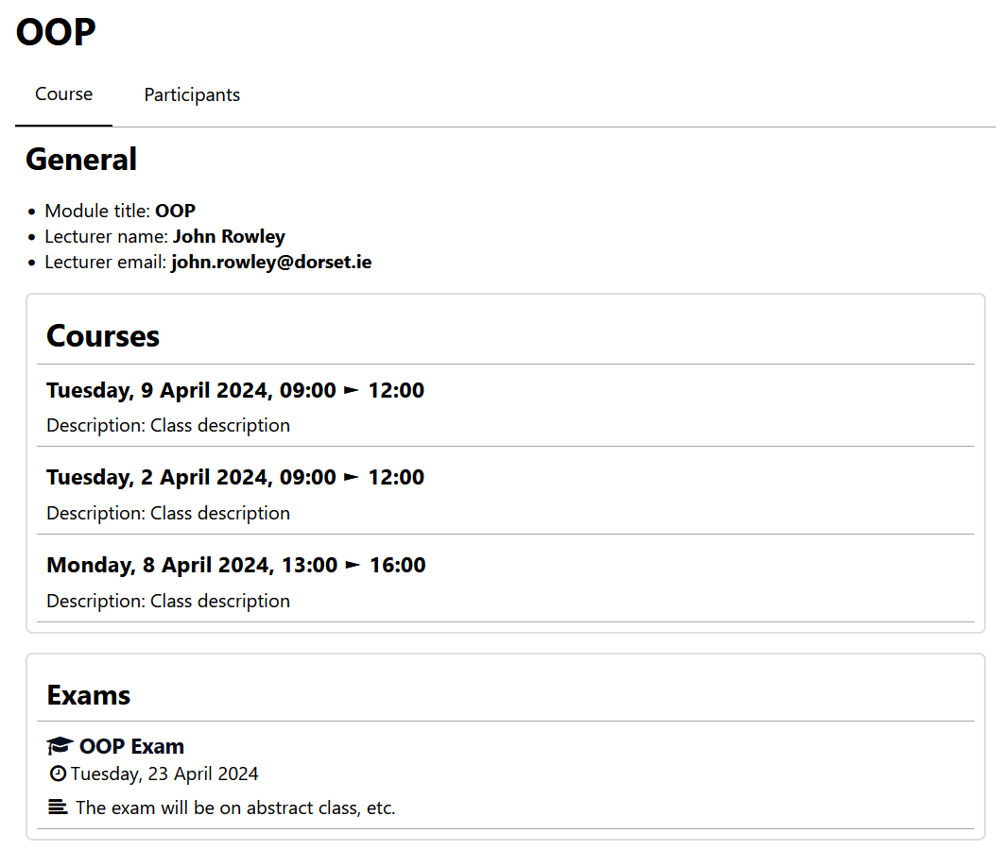 OOP
Course
Participants
General
• Module title: OOP
• Lecturer name: John Rowley
• Lecturer email: john.rowley@dorset.ie
Courses
Tuesday, 9 April 2024, 09:00 ► 12:00
Description: Class description
Tuesday, 2 April 2024, 09:00 ► 12:00
Description: Class description
Monday, 8 April 2024, 13:00 ► 16:00
Description: Class description
Exams
OOP Exam
Tuesday, 23 April 2024
The exam will be on abstract class, etc.